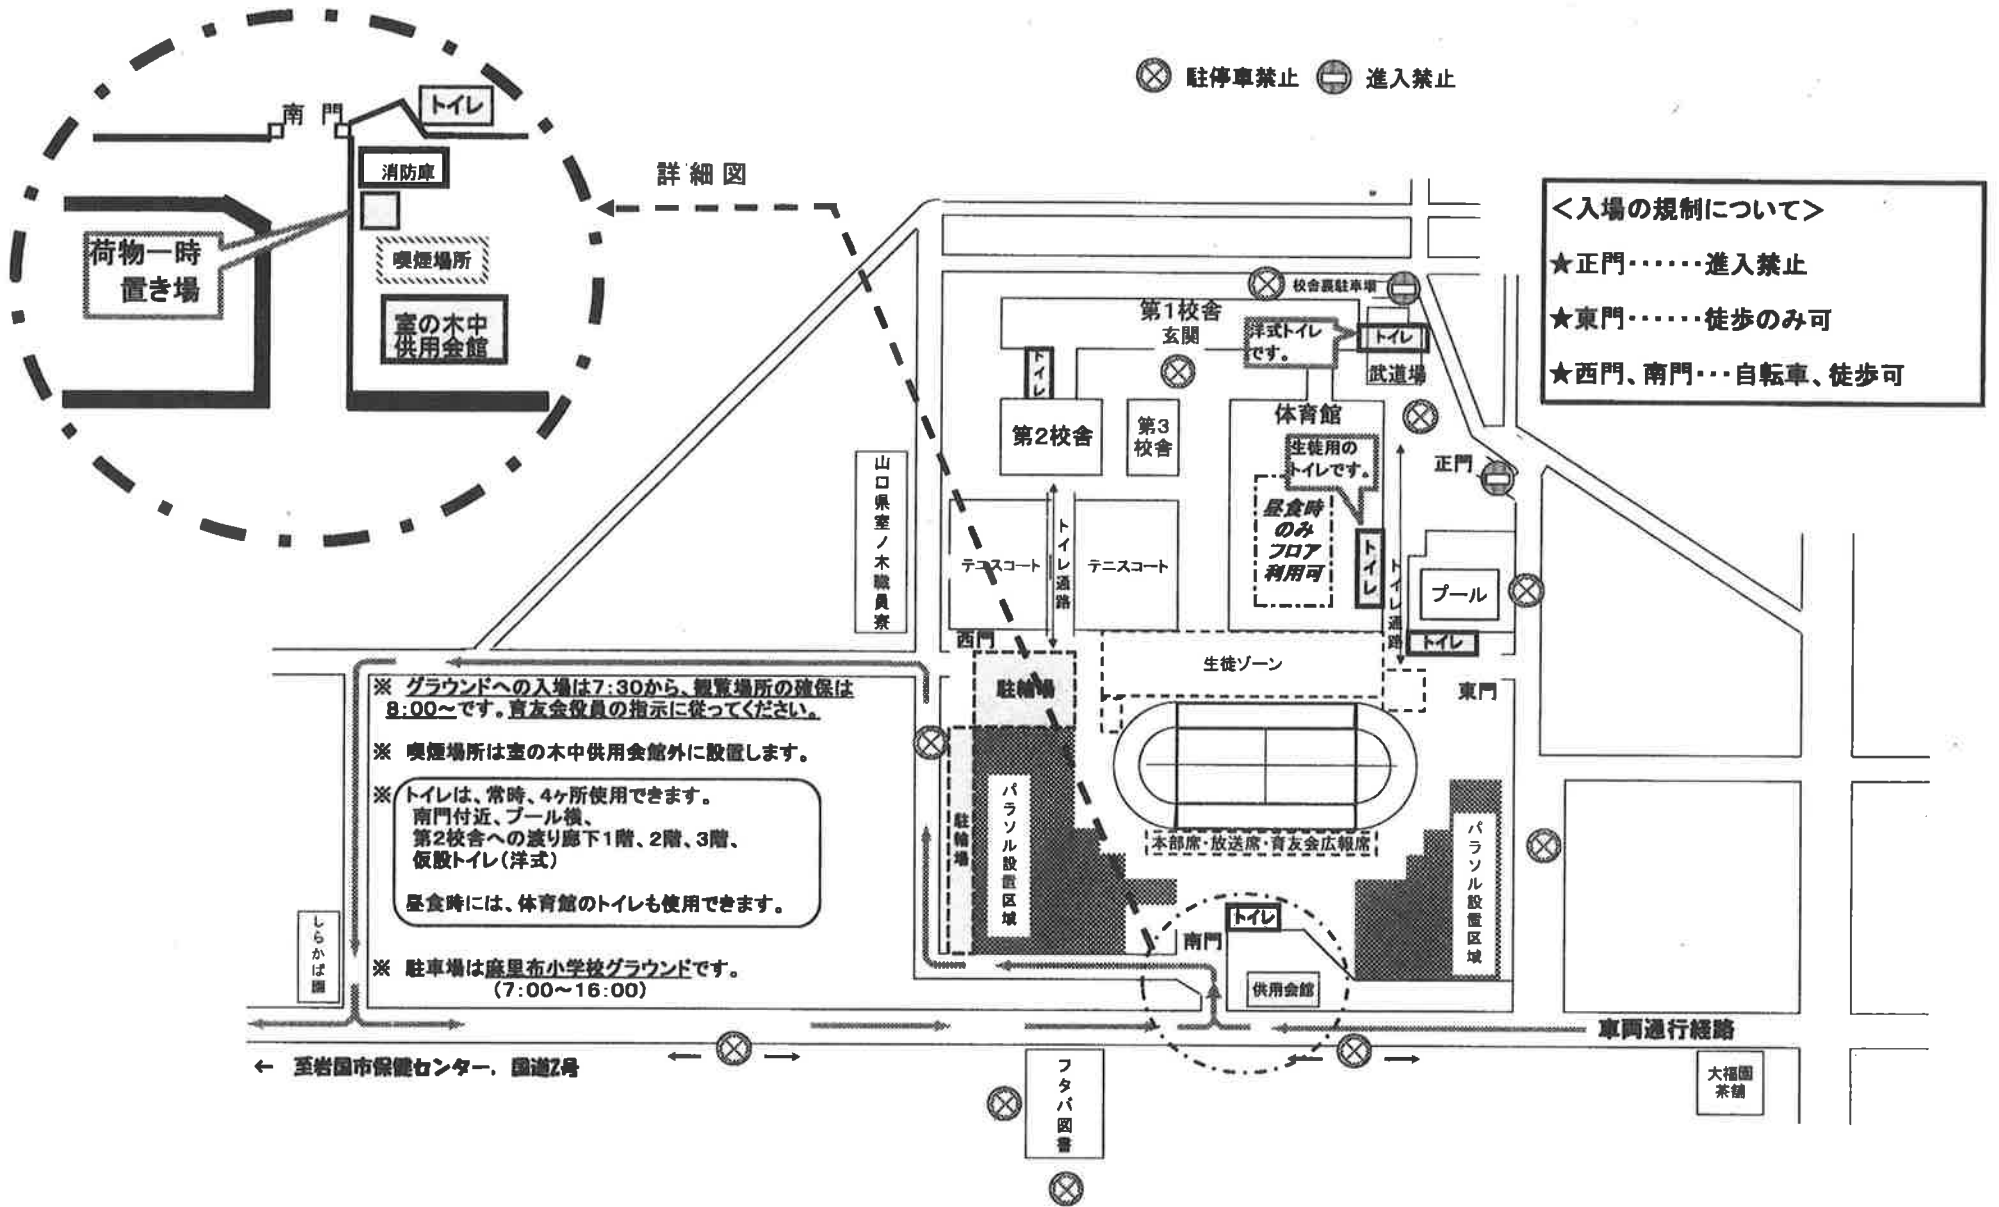 駐停車禁止
進入禁止
南 門
トイレ
消防庫
荷物一時
置き場
喫煙場所
室の木中
供用会館
詳細図
<入場の規制について>
★正門……進入禁止
★東門……徒歩のみ可
★西門、南門…自転車、徒歩可
校舎裏駐車場
第1校舎
玄関
洋式トイレ
です。
トイレ
武道場
トイレ
第2校舎
第3
校舎
体育館
生徒用の
トイレです。
昼食時
のみ
フロア
利用可
トイレ
トイレ通路
正門
プール
トイレ
東門
山口県室ノ木職員寮
テニスコート
トイレ通路
テニスコート
西門
駐輪場
生徒ゾーン
※ グラウンドへの入場は7:30から、観覧場所の確保は
8:00~です。育友会役員の指示に従ってください。
※ 喫煙場所は室の木中供用会館外に設置します。
※ トイレは、常時、4ヶ所使用できます。
南門付近、プール横、
第2校舎への渡り廊下1階、2階、3階、
仮設トイレ(洋式)
昼食時には、体育館のトイレも使用できます。
※ 駐車場は麻里布小学校グラウンドです。
(7:00~16:00)
しらかば園
駐輪場
パラソル設置区域
本部席・放送席・育友会広報席
パラソル設置区域
トイレ
南門
供用会館
車両通行経路
← 至岩国市保健センター、国道2号
フタバ図書
大福園
茶舗